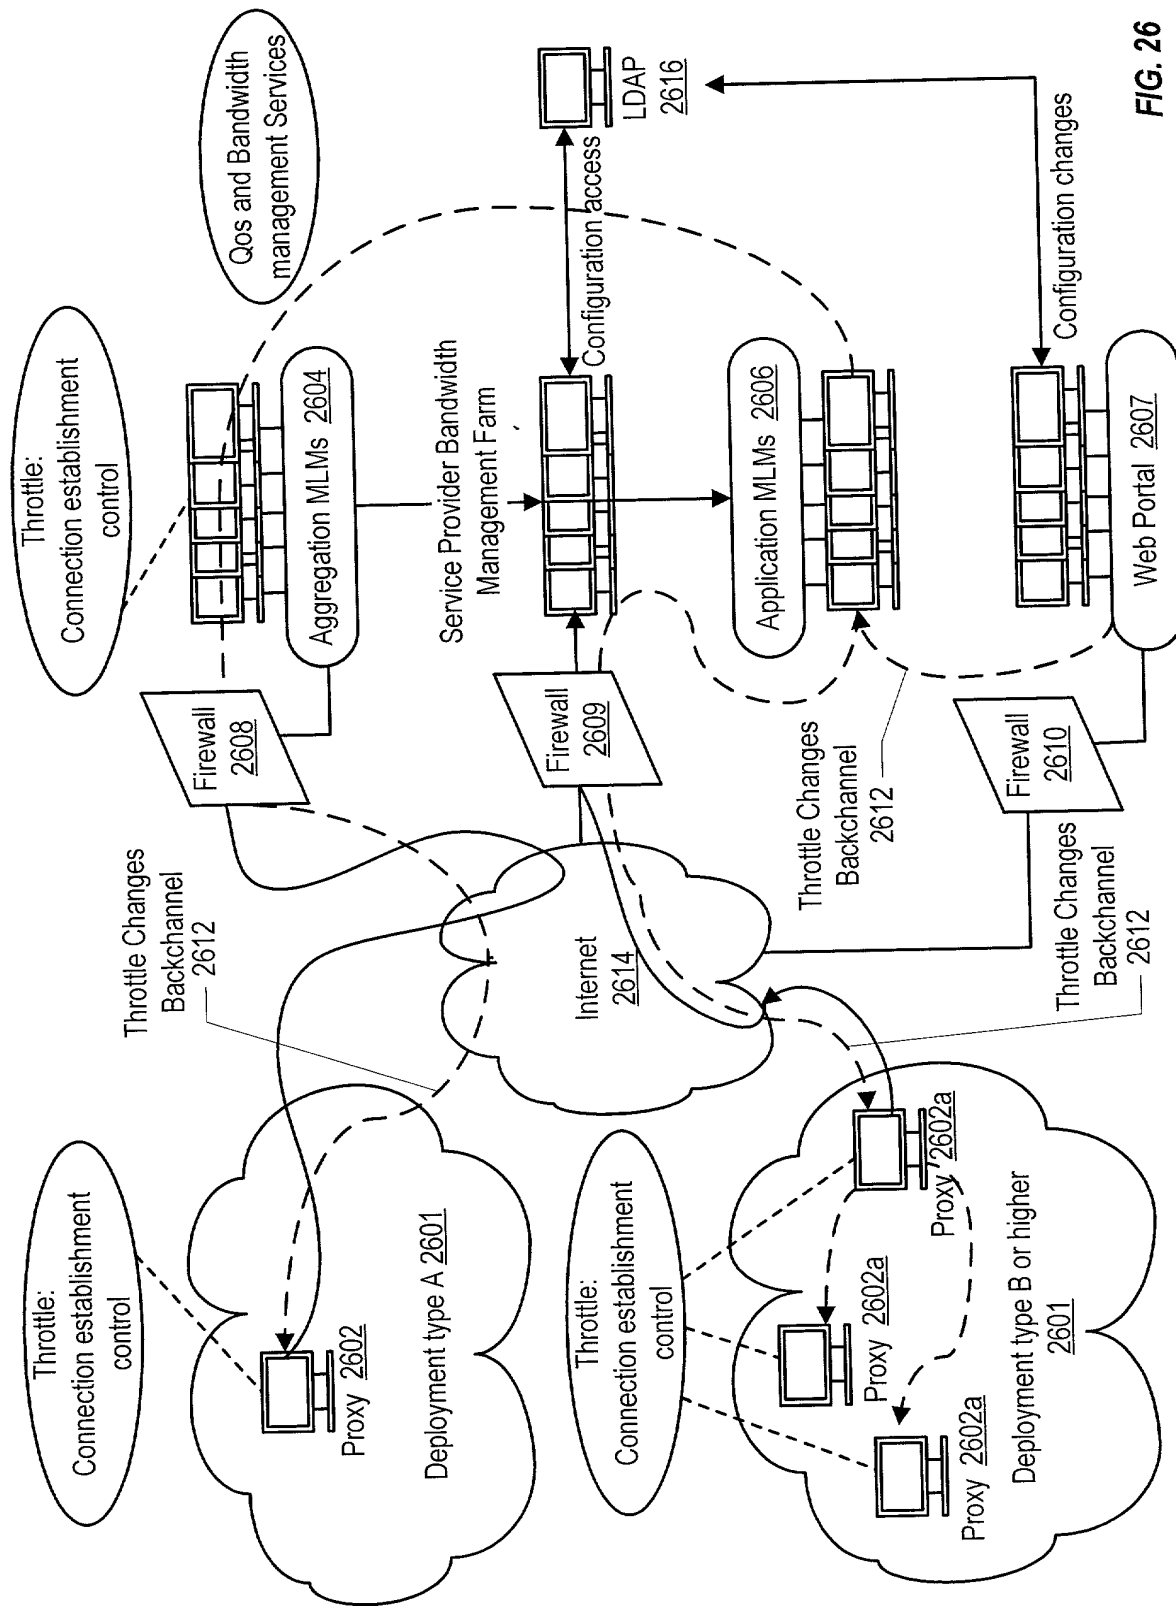 Throttle:
Connection establishment
control
Throttle:
Connection establishment
control
Qos and Bandwidth
management Services
Throttle Changes
Backchannel
2612
Firewall
2608
Aggregation MLMs 2604
Proxy 2602
Deployment type A 2601
Service Provider Bandwidth
Management Farm
Internet
2614
Firewall
2609
Configuration access
LDAP
2616
Throttle:
Connection establishment
control
Application MLMs 2606
Throttle Changes
Backchannel
2612
Proxy 2602a
Proxy 2602a
Proxy 2602a
Deployment type B or higher
2601
Throttle Changes
Backchannel
2612
Firewall
2610
Web Portal 2607
Configuration changes
FIG. 26